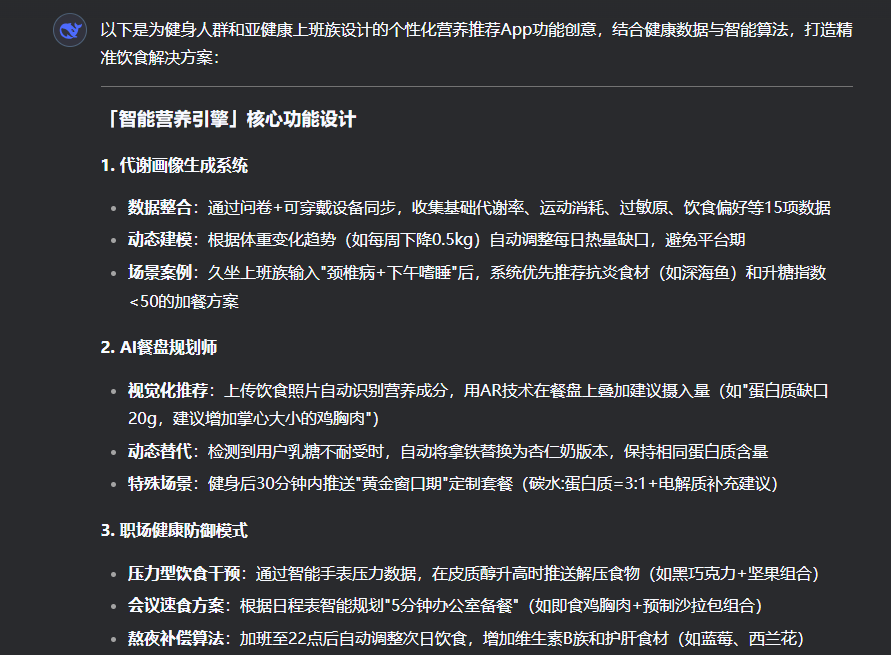 以下是为健身人群和亚健康上班族设计的个性化营养推荐App功能创意，结合健康数据与智能算法，打造精
准饮食解决方案：
「智能营养引擎」核心功能设计
1. 代谢画像生成系统
• 数据整合：通过问卷+可穿戴设备同步，收集基础代谢率、运动消耗、过敏原、饮食偏好等15项数据
• 动态建模：根据体重变化趋势（如每周下降0.5kg）自动调整每日热量缺口，避免平台期
• 场景案例：久坐上班族输入"颈椎病+下午嗜睡"后，系统优先推荐抗炎食材（如深海鱼）和升糖指数
<50的加餐方案
2. AI餐盘规划师
• 视觉化推荐：上传饮食照片自动识别营养成分，用AR技术在餐盘上叠加建议摄入量（如"蛋白质缺口
20g，建议增加掌心大小的鸡胸肉"）
• 动态替代：检测到用户乳糖不耐受时，自动将拿铁替换为杏仁奶版本，保持相同蛋白质含量
• 特殊场景：健身后30分钟内推送"黄金窗口期"定制套餐（碳水:蛋白质=3:1+电解质补充建议）
3. 职场健康防御模式
• 压力型饮食干预：通过智能手表压力数据，在皮质醇升高时推送解压食物（如黑巧克力+坚果组合）
• 会议速食方案：根据日程表智能规划"5分钟办公室备餐"（如即食鸡胸肉+预制沙拉包组合）
• 熬夜补偿算法：加班至22点后自动调整次日饮食，增加维生素B族和护肝食材（如蓝莓、西兰花）